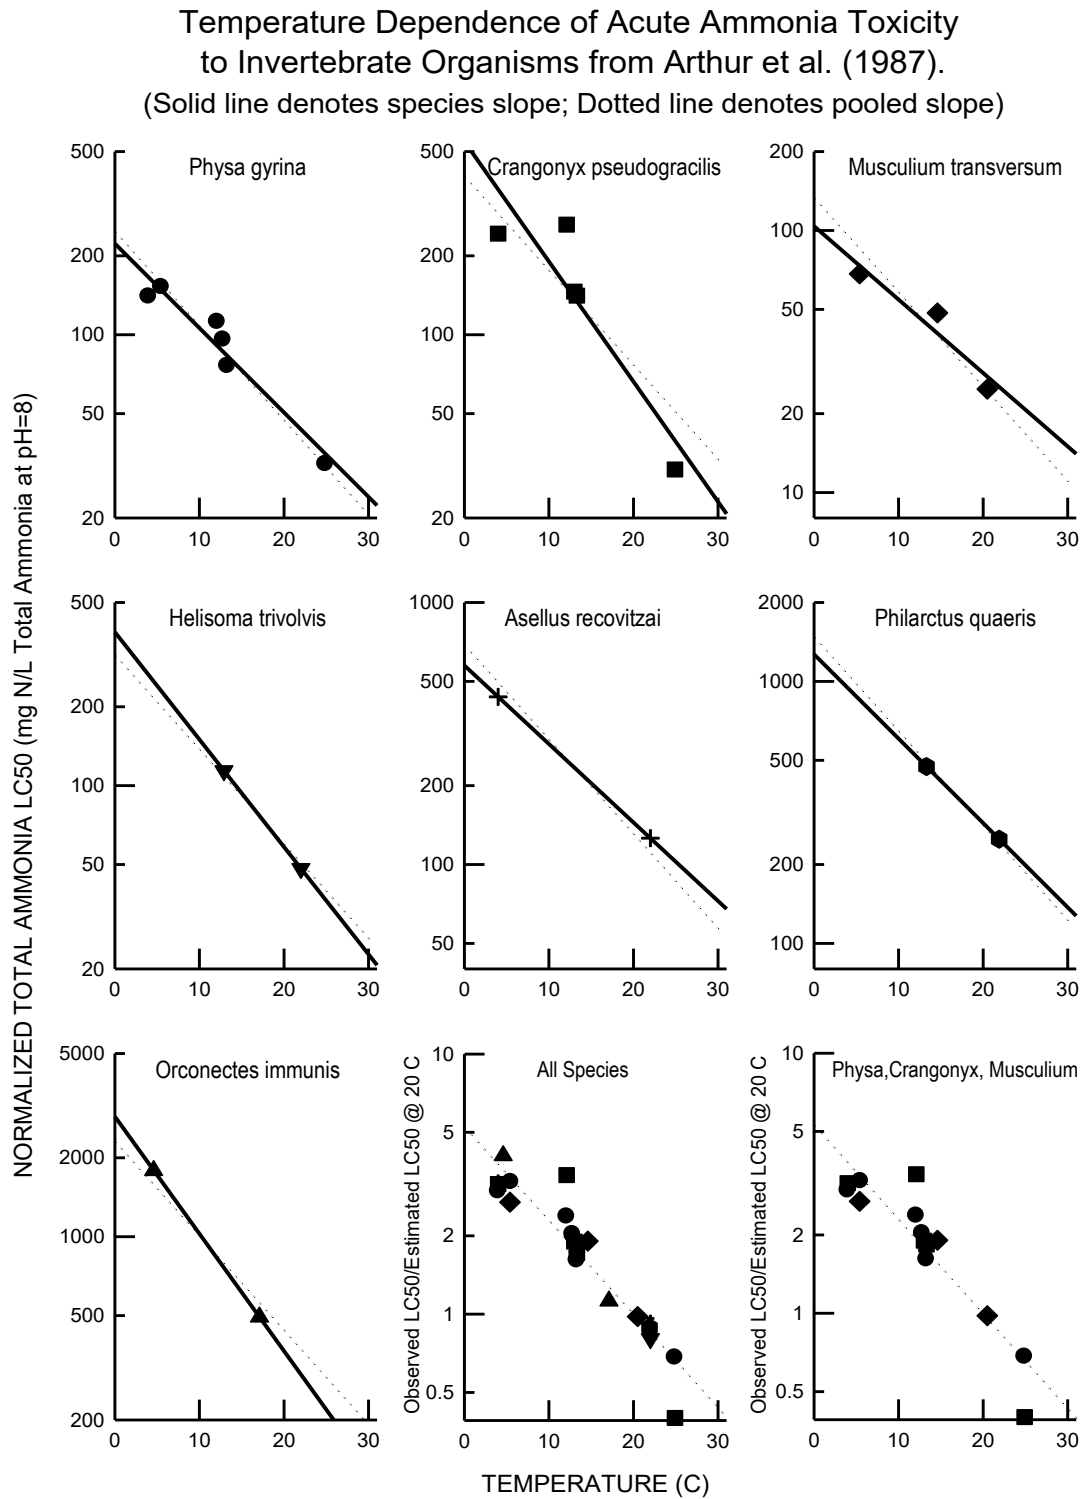 Temperature Dependence of Acute Ammonia Toxicity
to Invertebrate Organisms from Arthur et al. (1987).
(Solid line denotes species slope; Dotted line denotes pooled slope)
NORMALIZED TOTAL AMMONIA LC50 (mg N/L Total Ammonia at pH=8)
Physa gyrina
500
200
100
50
20
0 10 20 30
Crangonyx pseudogracilis
500
200
100
50
20
0 10 20 30
Musculium transversum
200
100
50
20
10
0 10 20 30
Helisoma trivolvis
500
200
100
50
20
0 10 20 30
Asellus recovitzai
1000
500
200
100
50
0 10 20 30
Philarctus quaeris
2000
1000
500
200
100
0 10 20 30
Orconectes immunis
5000
2000
1000
500
200
0 10 20 30
All Species
Observed LC50/Estimated LC50 @ 20 C
10
5
2
1
0.5
0 10 20 30
Physa,Crangonyx, Musculium
Observed LC50/Estimated LC50 @ 20 C
10
5
2
1
0.5
0 10 20 30
TEMPERATURE (C)